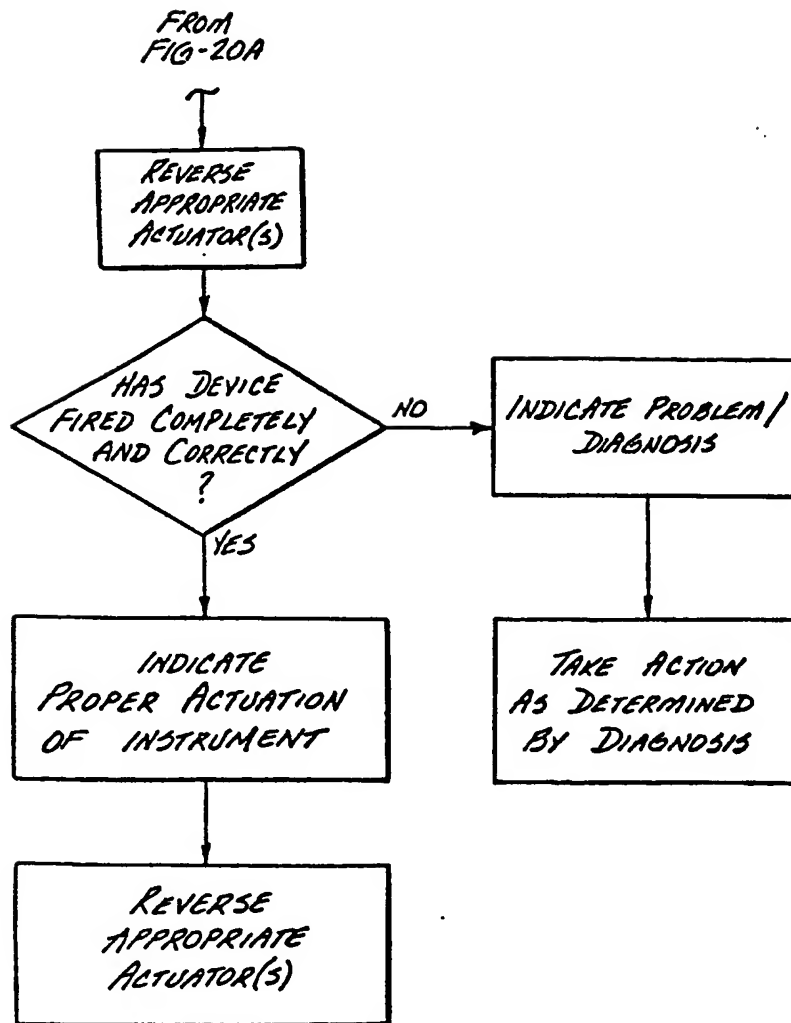 FROM
FIG-20A
REVERSE
APPROPRIATE
ACTUATOR(S)
HAS DEVICE
FIRED COMPLETELY
AND CORRECTLY
?
NO
INDICATE PROBLEM/
DIAGNOSIS
YES
INDICATE
PROPER ACTUATION
OF INSTRUMENT
TAKE ACTION
AS DETERMINED
BY DIAGNOSIS
REVERSE
APPROPRIATE
ACTUATOR(S)